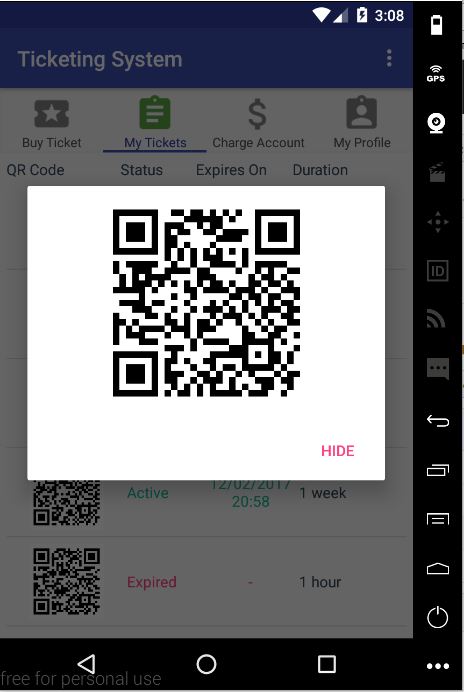 3:08
Ticketing System
GPS
Buy Ticket My Tickets Charge Account My Profile
QR Code Status Expires On Duration
ID
HIDE
Active 12/02/2017 20:58 1 week
Expired - 1 hour
free for personal use